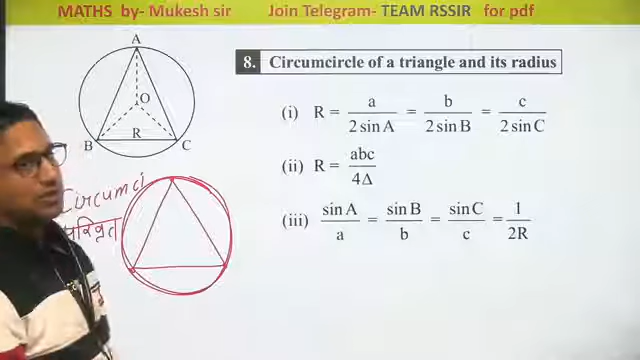 MATHS by- Mukesh sir Join Telegram- TEAM RSSIR for pdf
A
O
B
R
C
8. Circumcircle of a triangle and its radius
(i) R = a / 2 sin A = b / 2 sin B = c / 2 sin C
(ii) R = abc / 4Δ
(iii) sin A / a = sin B / b = sin C / c = 1 / 2R
Circumci
परिवृत